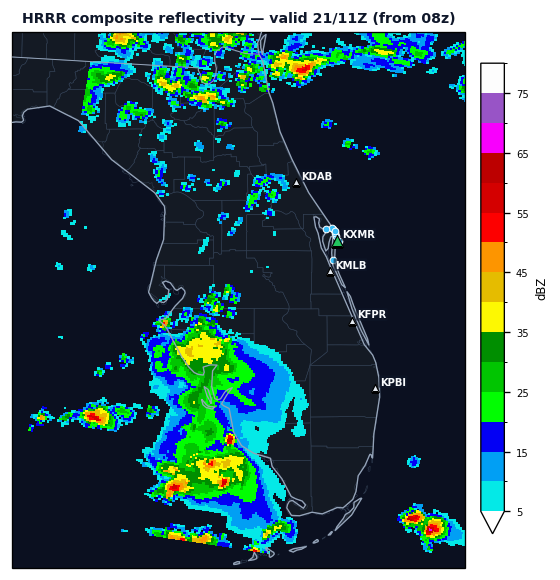 HRRR composite reflectivity — valid 21/11Z (from 08z)
KDAB
KXMR
KMLB
KFPR
KPBI
75
65
55
45
35
25
15
5
dBZ